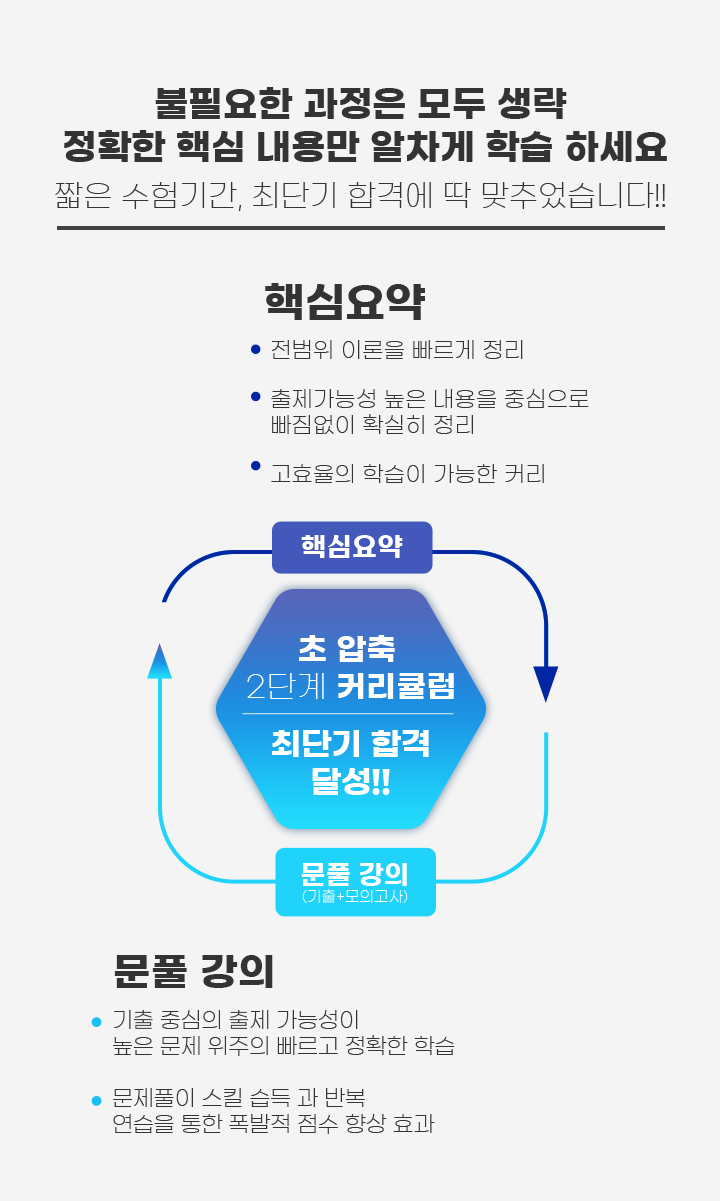 불필요한 과정은 모두 생략
정확한 핵심 내용만 알차게 학습 하세요
짧은 수험기간, 최단기 합격에 딱 맞추었습니다!!
핵심요약
전범위 이론을 빠르게 정리
출제가능성 높은 내용을 중심으로
빠짐없이 확실히 정리
고효율의 학습이 가능한 커리
핵심요약
초 압축
2단계 커리큘럼
최단기 합격
달성!!
문풀 강의
(기출+모의고사)
문풀 강의
기출 중심의 출제 가능성이
높은 문제 위주의 빠르고 정확한 학습
문제풀이 스킬 습득 과 반복
연습을 통한 폭발적 점수 향상 효과